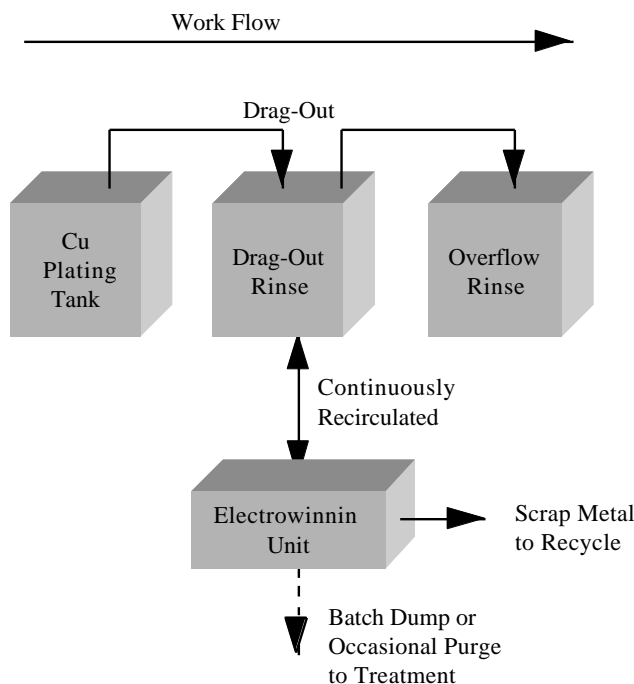 Work Flow
Drag-Out
Cu
Plating
Tank
Drag-Out
Rinse
Overflow
Rinse
Continuously
Recirculated
Electrowinnin
Unit
Scrap Metal
to Recycle
Batch Dump or
Occasional Purge
to Treatment